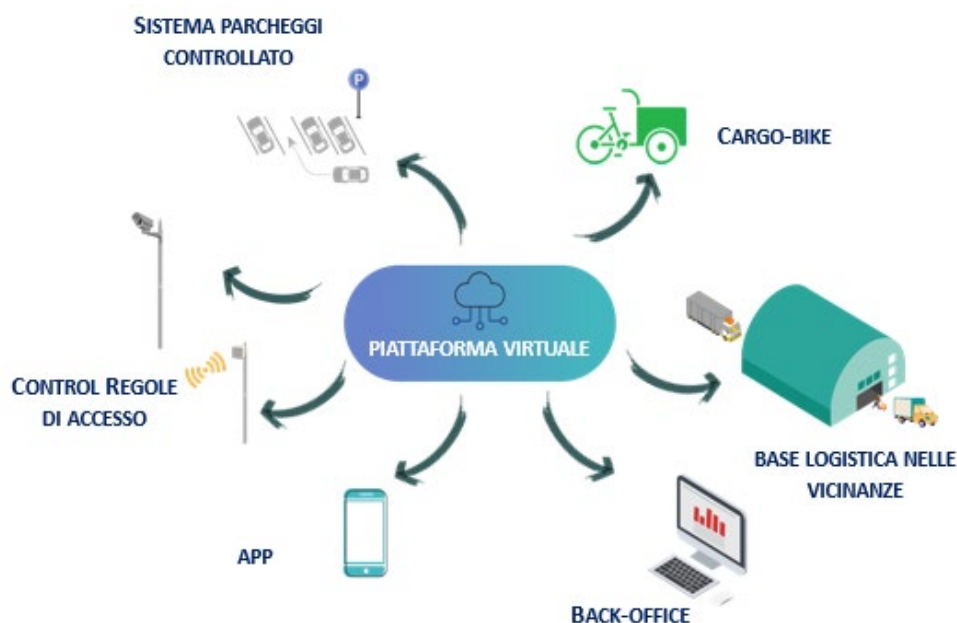 SISTEMA PARCHEGGI
CONTROLLATO
P
CARGO-BIKE
PIATTAFORMA VIRTUALE
CONTROL REGOLE
DI ACCESSO
BASE LOGISTICA NELLE
VICINANZE
APP
BACK-OFFICE